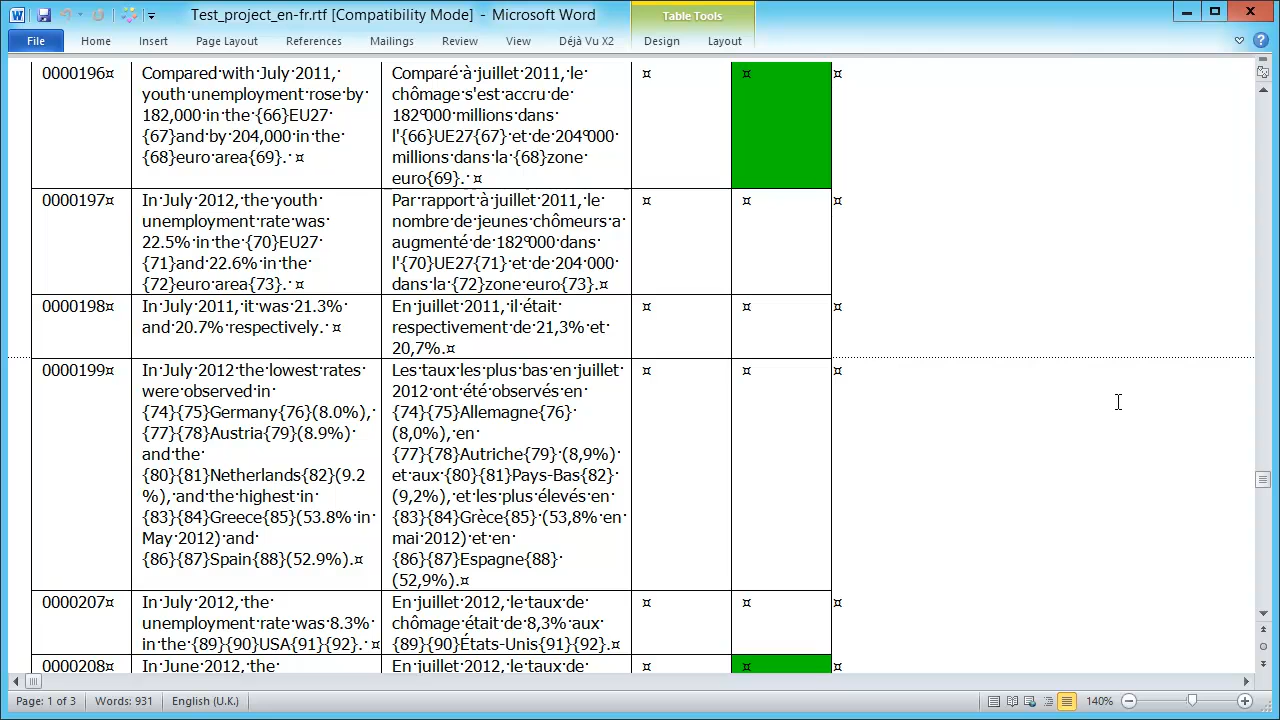 Test_project_en-fr.rtf [Compatibility Mode] - Microsoft Word
Table Tools
File Home Insert Page Layout References Mailings Review View Déjà Vu X2 Design Layout
0000196¤
Compared·with·July·2011,·
youth·unemployment·rose·by·
182,000·in·the·{66}EU27·
{67}and·by·204,000·in·the·
{68}euro·area{69}.·¤
Comparé·à·juillet·2011,·le·
chômage·s'est·accru·de·
182°000·millions·dans·
l'{66}UE27{67}·et·de·204°000·
millions·dans·la·{68}zone·
euro{69}.·¤
¤
¤
¤
0000197¤
In·July·2012,·the·youth·
unemployment·rate·was·
22.5%·in·the·{70}EU27·
{71}and·22.6%·in·the·
{72}euro·area{73}.·¤
Par·rapport·à·juillet·2011,·le·
nombre·de·jeunes·chômeurs·a·
augmenté·de·182°000·dans·
l'{70}UE27{71}·et·de·204·000·
dans·la·{72}zone·euro{73}.¤
¤
¤
¤
0000198¤
In·July·2011,·it·was·21.3%·
and·20.7%·respectively.·¤
En·juillet·2011,·il·était·
respectivement·de·21,3%·et·
20,7%.¤
¤
¤
¤
0000199¤
In·July·2012·the·lowest·rates·
were·observed·in·
{74}{75}Germany{76}(8.0%),·
{77}{78}Austria{79}(8.9%)·
and·the·
{80}{81}Netherlands{82}(9.2
%),·and·the·highest·in·
{83}{84}Greece{85}(53.8%·in·
May·2012)·and·
{86}{87}Spain{88}(52.9%).¤
Les·taux·les·plus·bas·en·juillet·
2012·ont·été·observés·en·
{74}{75}Allemagne{76}·
(8,0%),·en·
{77}{78}Autriche{79}·(8,9%)·
et·aux·{80}{81}Pays-Bas{82}·
(9,2%),·et·les·plus·élevés·en·
{83}{84}Grèce{85}·(53,8%·en·
mai·2012)·et·en·
{86}{87}Espagne{88}·
(52,9%).¤
¤
¤
¤
0000207¤
In·July·2012,·the·
unemployment·rate·was·8.3%·
in·the·{89}{90}USA{91}{92}.·¤
En·juillet·2012,·le·taux·de·
chômage·était·de·8,3%·aux·
{89}{90}États-Unis{91}{92}.¤
¤
¤
¤
0000208¤
In·June·2012,·the·
En·juillet·2012,·le·taux·de·
¤
¤
¤
Page: 1 of 3 Words: 931 English (U.K.) 140%